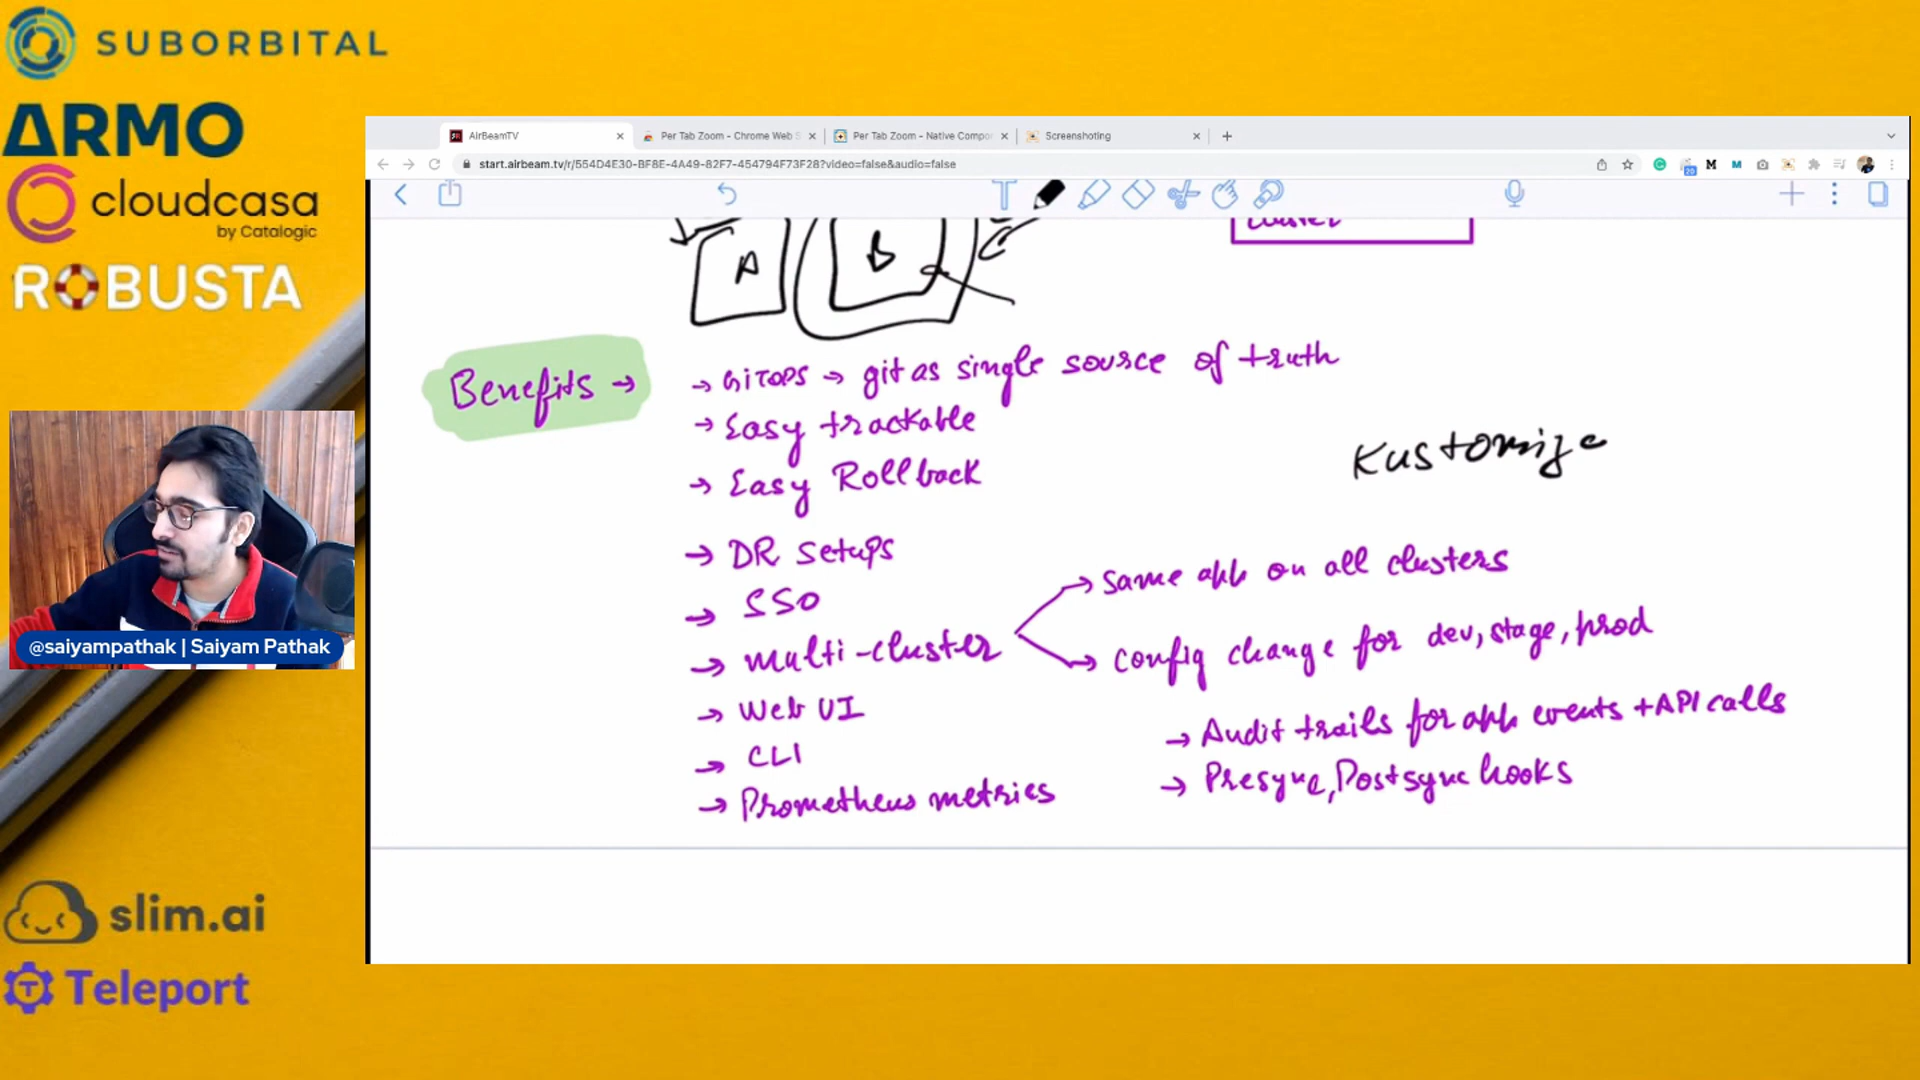 SUBORBITAL
ARMO
cloudcasa
by Catalogic
ROBUSTA
@saiyampathak | Saiyam Pathak
slim.ai
Teleport
AirBeamTV
Per Tab Zoom - Chrome Web S
Per Tab Zoom - Native Compo
Screenshoting
start.airbeam.tv/r/554D4E30-BF8E-4A49-82F7-454794F73F28?video=false&audio=false
20
M
M
T
A
B
cluster
Benefits →
→ GITOPS → git as single source of truth
→ Easy trackable
→ Easy Rollback
Kustomize
→ DR setups
→ SSO
→ multi-cluster
→ same app on all clusters
→ config change for dev, stage, prod
→ Web UI
→ CLI
→ Prometheus metrics
→ Audit trails for app events + API calls
→ Presync, Postsync hooks